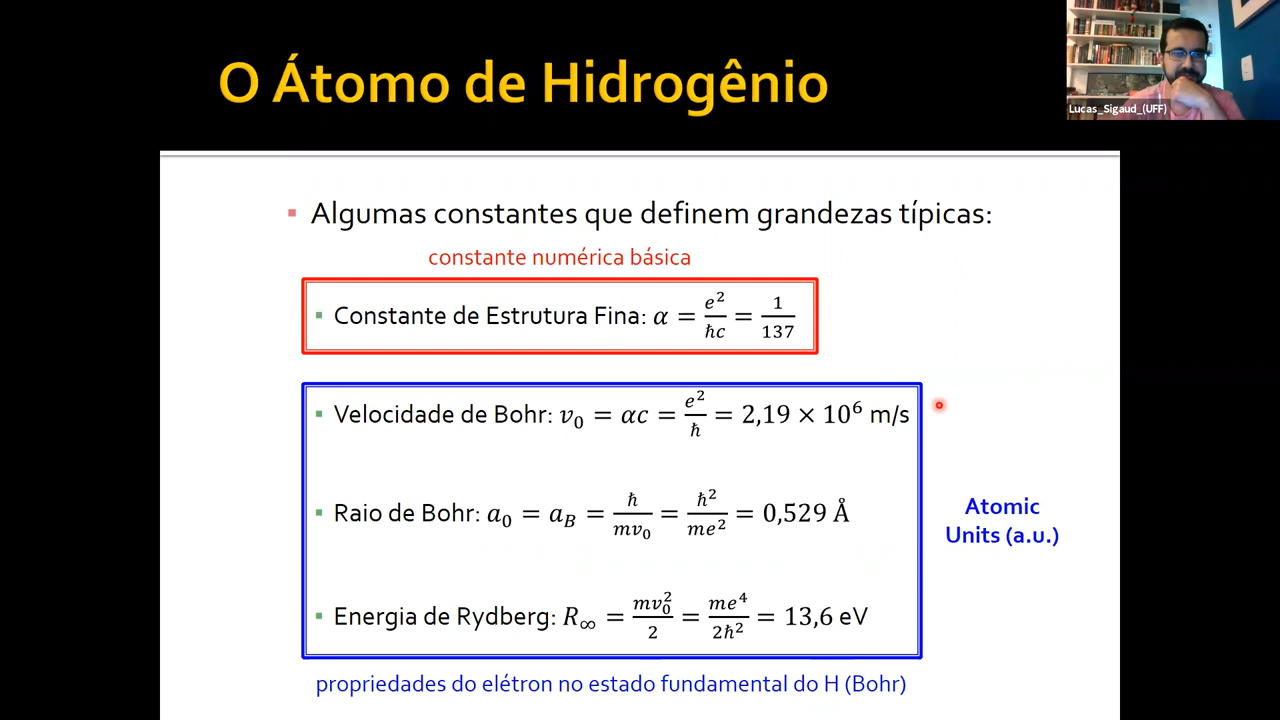 O Átomo de Hidrogênio
Lucas_Sigaud_(UFF)
▪ Algumas constantes que definem grandezas típicas:
constante numérica básica
▪ Constante de Estrutura Fina: α = e²/ħc = 1/137
▪ Velocidade de Bohr: v₀ = αc = e²/ħ = 2,19 × 10⁶ m/s
▪ Raio de Bohr: a₀ = a_B = ħ/mv₀ = ħ²/me² = 0,529 Å
Atomic
Units (a.u.)
▪ Energia de Rydberg: R∞ = mv₀²/2 = me⁴/2ħ² = 13,6 eV
propriedades do elétron no estado fundamental do H (Bohr)